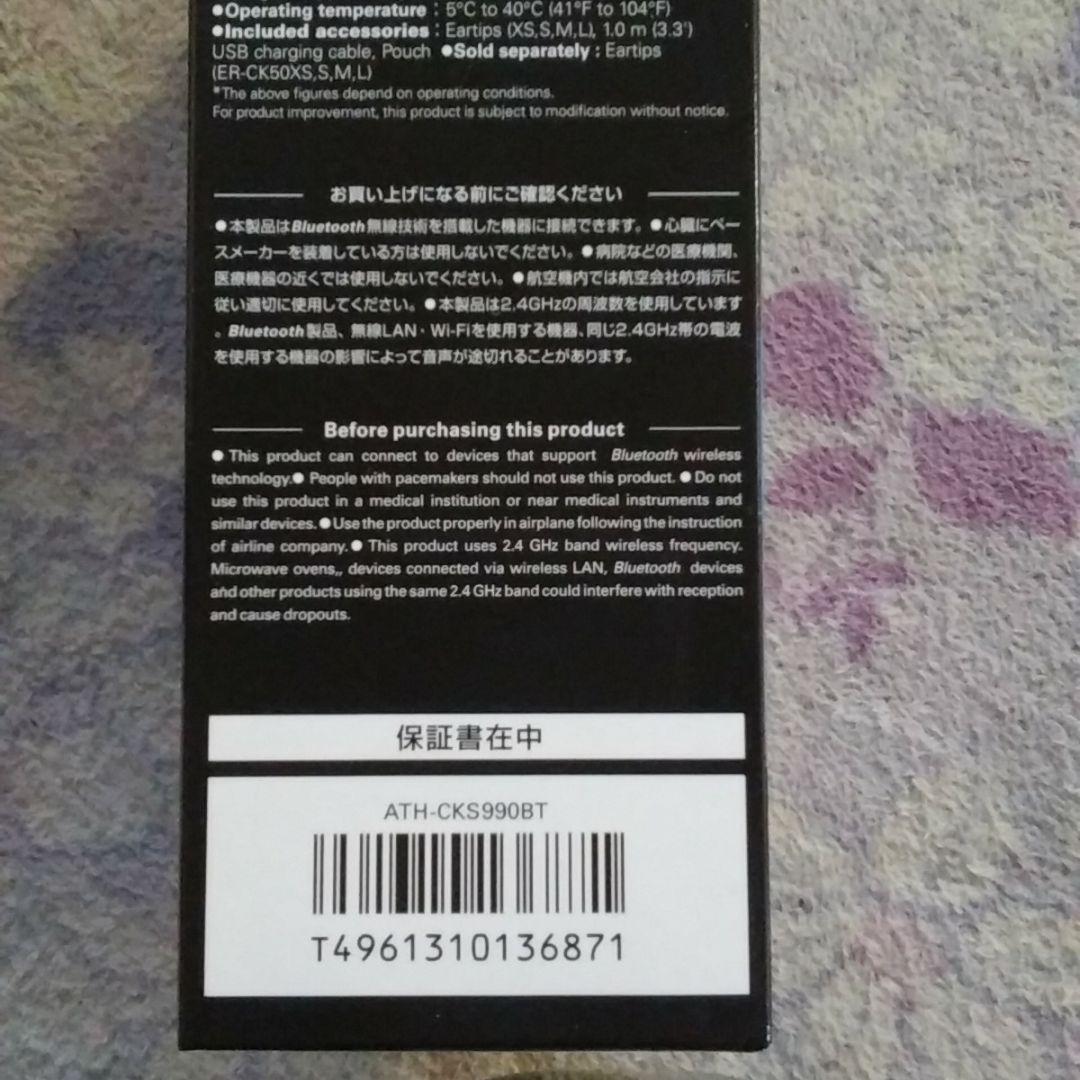 ●Operating temperature : 5°C to 40°C (41°F to 104°F)
●Included accessories : Eartips (XS,S,M,L), 1.0 m (3.3')
USB charging cable, Pouch ●Sold separately : Eartips
(ER-CK50XS,S,M,L)
*The above figures depend on operating conditions.
For product improvement, this product is subject to modification without notice.
お買い上げになる前にご確認ください
●本製品はBluetooth無線技術を搭載した機器に接続できます。●心臓にペー
スメーカーを装着している方は使用しないでください。●病院などの医療機関、
医療機器の近くでは使用しないでください。●航空機内では航空会社の指示に
従い適切に使用してください。●本製品は2.4GHzの周波数を使用しています
。Bluetooth製品、無線LAN・Wi-Fiを使用する機器、同じ2.4GHz帯の電波
を使用する機器の影響によって音声が途切れることがあります。
Before purchasing this product
● This product can connect to devices that support Bluetooth wireless
technology.● People with pacemakers should not use this product. ● Do not
use this product in a medical institution or near medical instruments and
similar devices. ●Use the product properly in airplane following the instruction
of airline company. ● This product uses 2.4 GHz band wireless frequency.
Microwave ovens,, devices connected via wireless LAN, Bluetooth devices
and other products using the same 2.4 GHz band could interfere with reception
and cause dropouts.
保証書在中
ATH-CKS990BT
T4961310136871